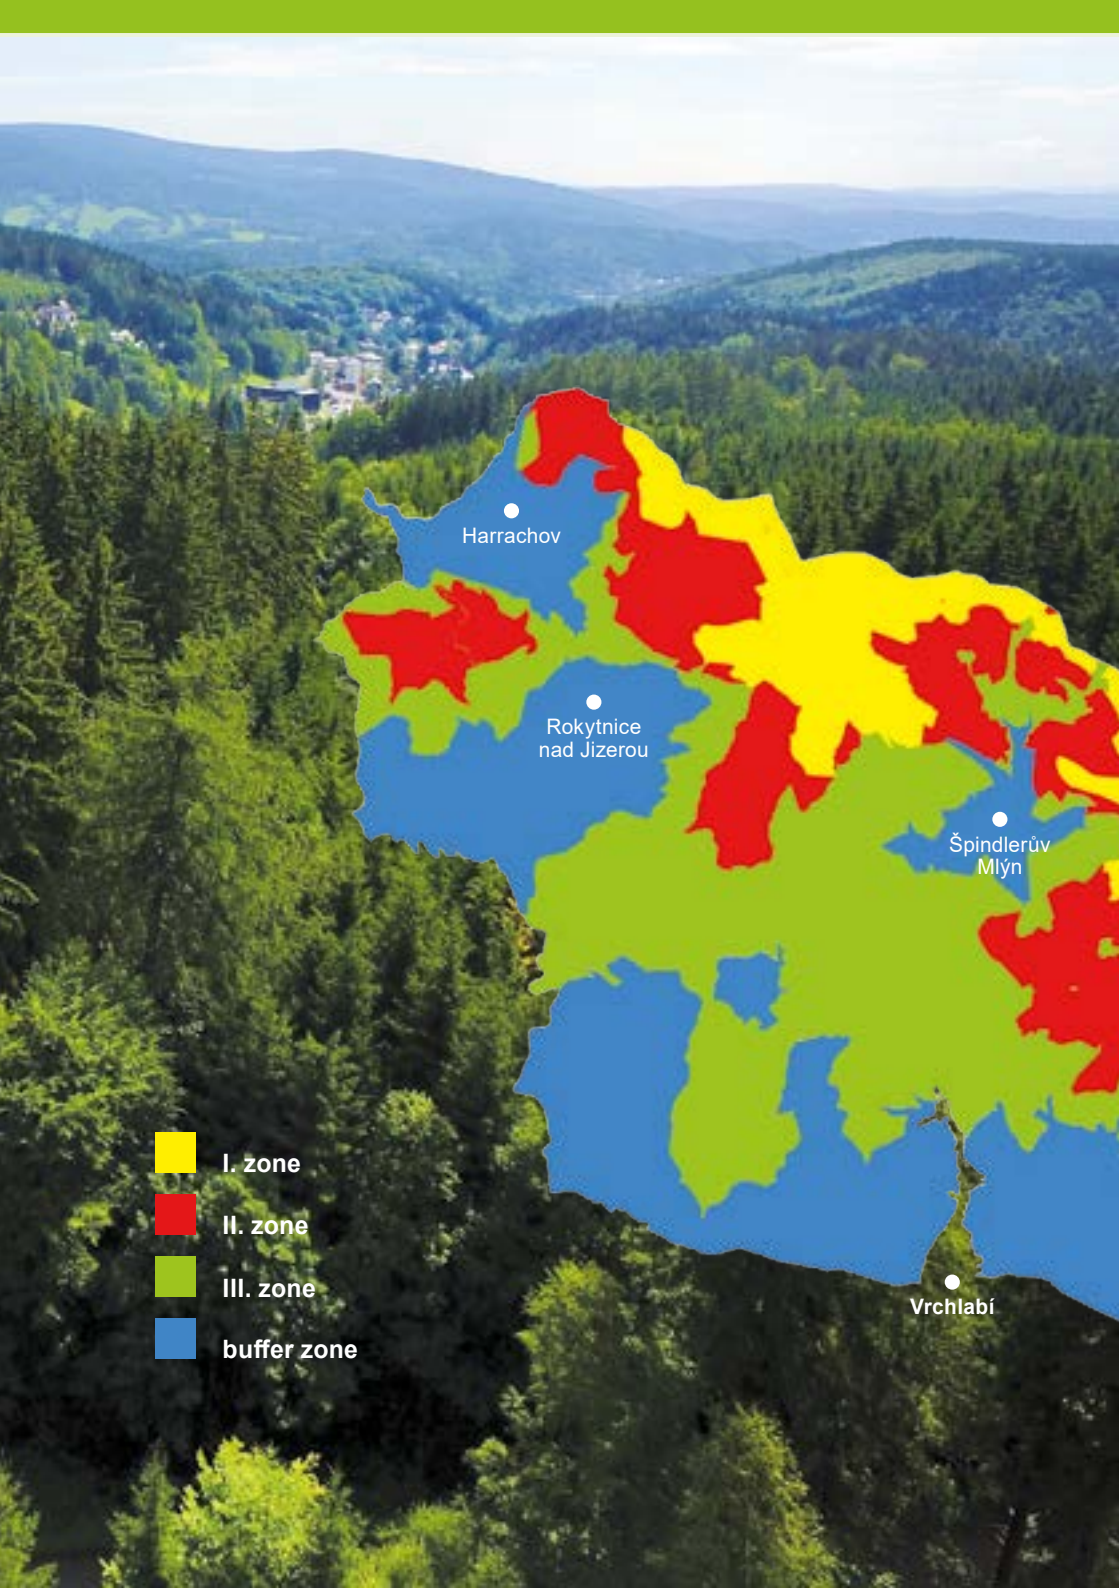 Harrachov
Rokytnice
nad Jizerou
Špindlerův
Mlýn
I. zone
II. zone
III. zone
buffer zone
Vrchlabí